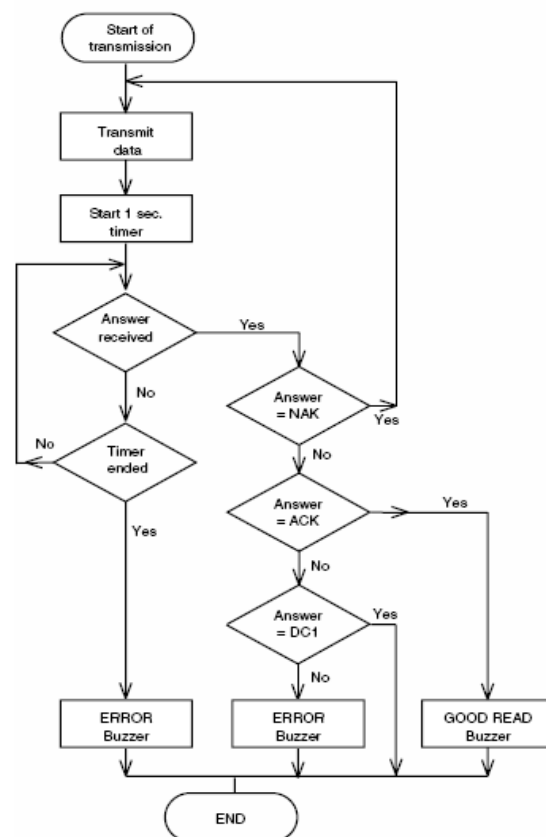 Start of
transmission
Transmit
data
Start 1 sec.
timer
Answer
received
Yes
No
Answer
= NAK
Yes
No
Timer
ended
No
Yes
Answer
= ACK
Yes
No
Answer
= DC1
Yes
No
ERROR
Buzzer
ERROR
Buzzer
GOOD READ
Buzzer
END